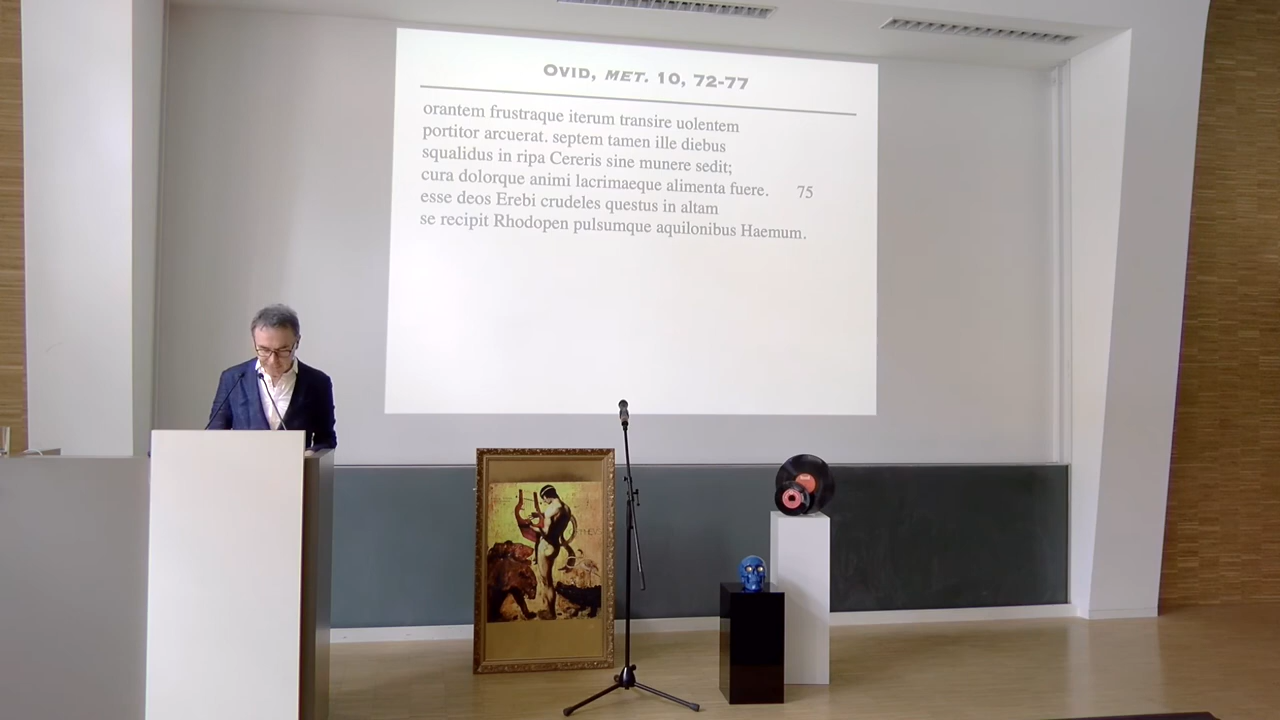 OVID, MET. 10, 72-77
orantem frustraque iterum transire uolentem
portitor arcuerat. septem tamen ille diebus
squalidus in ripa Cereris sine munere sedit;
cura dolorque animi lacrimaeque alimenta fuere. 75
esse deos Erebi crudeles questus in altam
se recipit Rhodopen pulsumque aquilonibus Haemum.